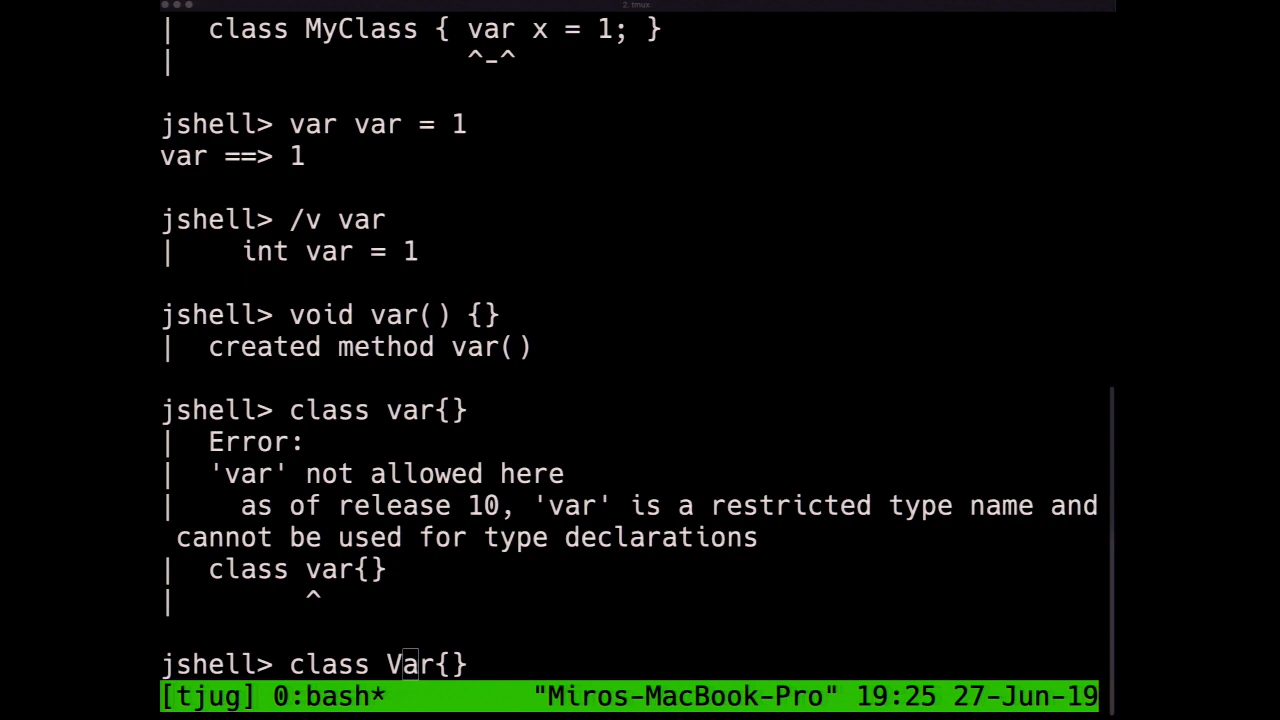 2. tmux
|  class MyClass { var x = 1; }
|                  ^-^
jshell> var var = 1
var ==> 1
jshell> /v var
|    int var = 1
jshell> void var() {}
|  created method var()
jshell> class var{}
|  Error:
|  'var' not allowed here
|    as of release 10, 'var' is a restricted type name and
 cannot be used for type declarations
|  class var{}
|        ^
jshell> class Var{}
[tjug] 0:bash*         "Miros-MacBook-Pro" 19:25 27-Jun-19